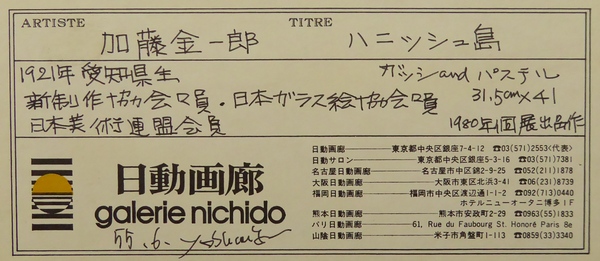 ARTISTE TITRE
加藤金一郎 ハニッシュ島
1921年愛知県生 ガッシュandパステル
新制作協会会員・日本ガラス絵協会会員 31.5cm×41
日本美術連盟会員 1980年個展出品作
日動画廊
galerie nichido
55.6.
日動画廊 東京都中央区銀座7-4-12 ☎03(571)2553〈代表〉
日動サロン 東京都中央区銀座5-3-16 ☎03(571)7381
名古屋日動画廊 名古屋市中区錦2-9-25 ☎052(211)1878
大阪日動画廊 大阪市東区北浜3-41 ☎06(231)8739
福岡日動画廊 福岡市中央区渡辺通1-1-2 ☎092(713)0440
ホテルニューオータニ博多1F
熊本日動画廊 熊本市安政町2-29 ☎0963(55)1833
パリ日動画廊 61, Rue du Faubourg St. Honoré Paris 8e
山陰日動画廊 米子市角盤町1-113 ☎0859(33)3340